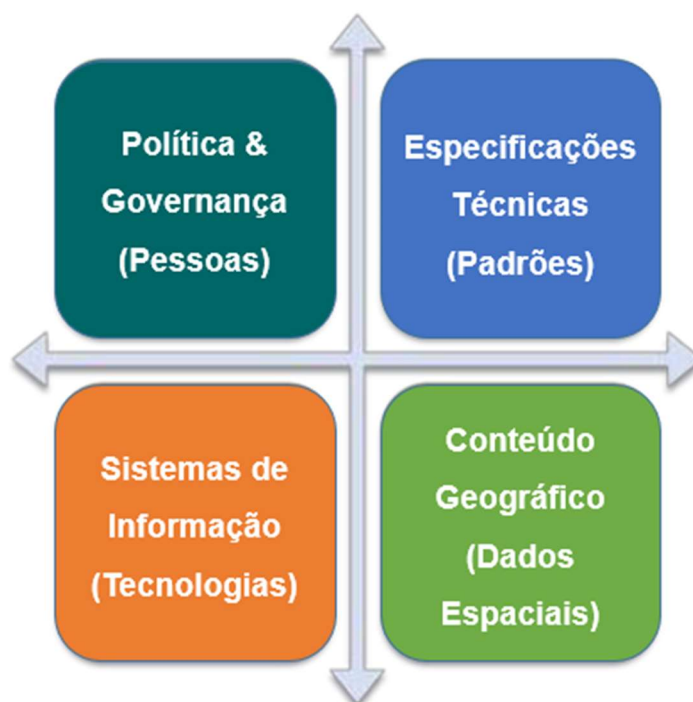 Política &
Governança
(Pessoas)
Especificações
Técnicas
(Padrões)
Sistemas de
Informação
(Tecnologias)
Conteúdo
Geográfico
(Dados
Espaciais)